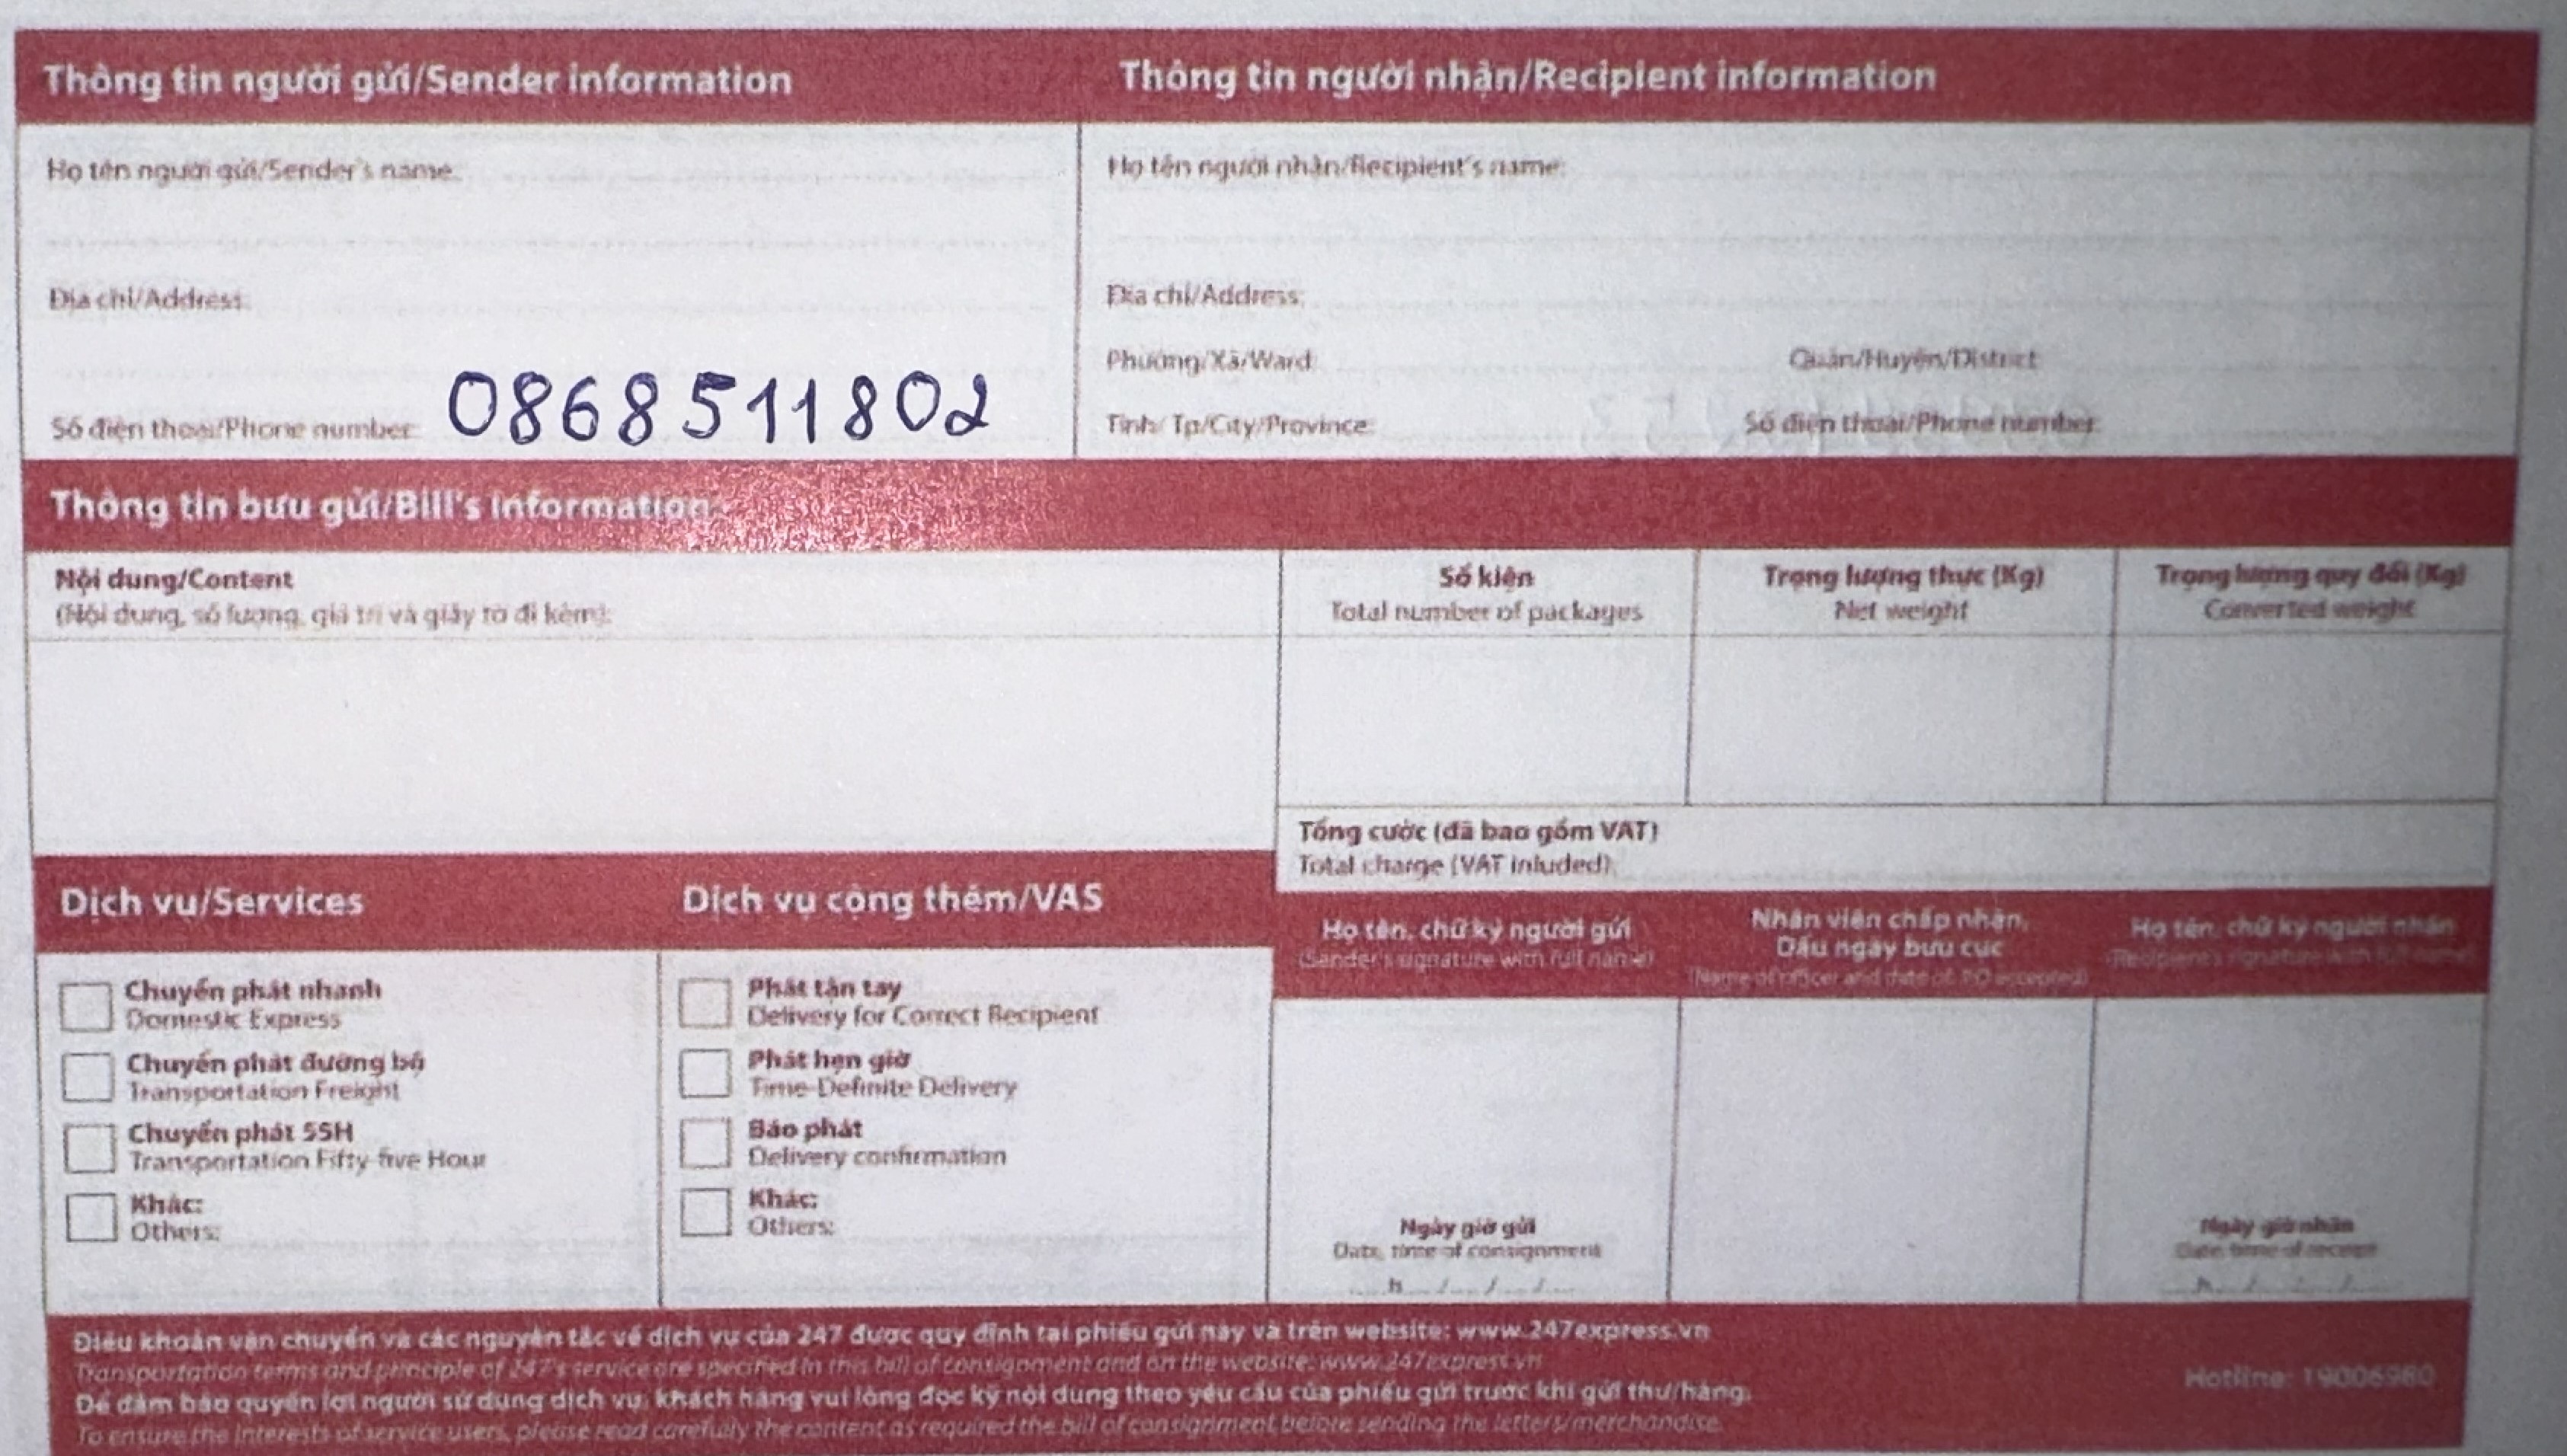 Thông tin người gửi/Sender information
Thông tin người nhận/Recipient information
Họ tên người gửi/Sender's name:
Họ tên người nhận/Recipient's name:
Địa chỉ/Address:
Địa chỉ/Address:
Phường/Xã/Ward:
Quận/Huyện/District:
Số điện thoại/Phone number: 0868511802
Tỉnh/ Tp/City/Province:
Số điện thoại/Phone number:
Thông tin bưu gửi/Bill's information
Nội dung/Content
(Nội dung, số lượng, giá trị và giấy tờ đi kèm):
Số kiện
Total number of packages
Trọng lượng thực (Kg)
Net weight
Trọng lượng quy đổi (Kg)
Converted weight
Tổng cước (đã bao gồm VAT)
Total charge (VAT inluded):
Dịch vụ/Services
Chuyển phát nhanh
Domestic Express
Chuyển phát đường bộ
Transportation Freight
Chuyển phát 55H
Transportation Fifty-five Hour
Khác:
Others:
Dịch vụ cộng thêm/VAS
Phát tận tay
Delivery for Correct Recipient
Phát hẹn giờ
Time-Definite Delivery
Báo phát
Delivery confirmation
Khác:
Others:
Họ tên, chữ ký người gửi
(Sender's signature with full name)
Nhân viên chấp nhận,
Dấu ngày bưu cục
(Name of officer and date of PO accepted)
Họ tên, chữ ký người nhận
(Recipient's signature with full name)
Ngày giờ gửi
Date, time of consignment
h / / /
Ngày giờ nhận
Date, time of receipt
h / / /
Điều khoản vận chuyển và các nguyên tắc về dịch vụ của 247 được quy định tại phiếu gửi này và trên website: www.247express.vn
Transportation terms and principle of 247's service are specified in this bill of consignment and on the website: www.247express.vn
Để đảm bảo quyền lợi người sử dụng dịch vụ, khách hàng vui lòng đọc kỹ nội dung theo yêu cầu của phiếu gửi trước khi gửi thư/hàng.
To ensure the interests of service users, please read carefully the content as required the bill of consignment before sending the letters/merchandise.
Hotline: 19006980